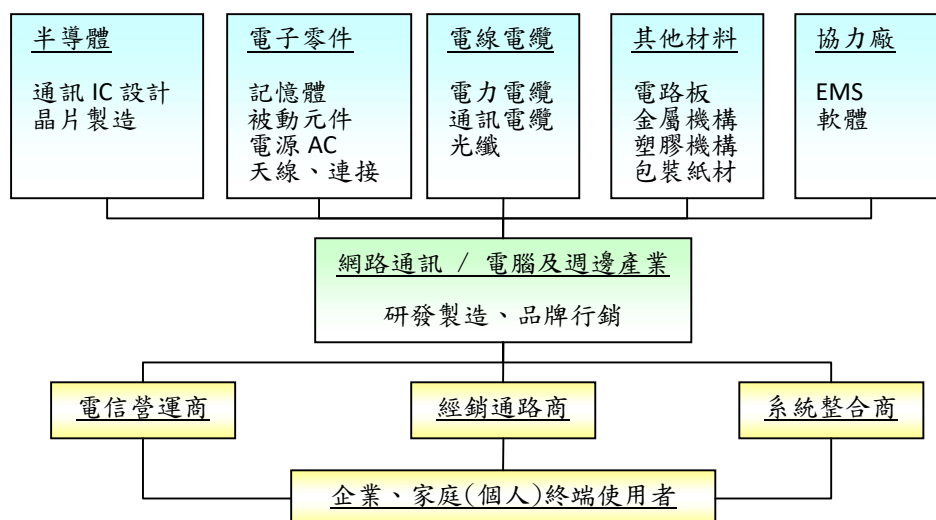 半導體
通訊 IC 設計
晶片製造
電子零件
記憶體
被動元件
電源 AC
天線、連接
電線電纜
電力電纜
通訊電纜
光纖
其他材料
電路板
金屬機構
塑膠機構
包裝紙材
協力廠
EMS
軟體
網路通訊 / 電腦及週邊產業
研發製造、品牌行銷
電信營運商
經銷通路商
系統整合商
企業、家庭(個人)終端使用者